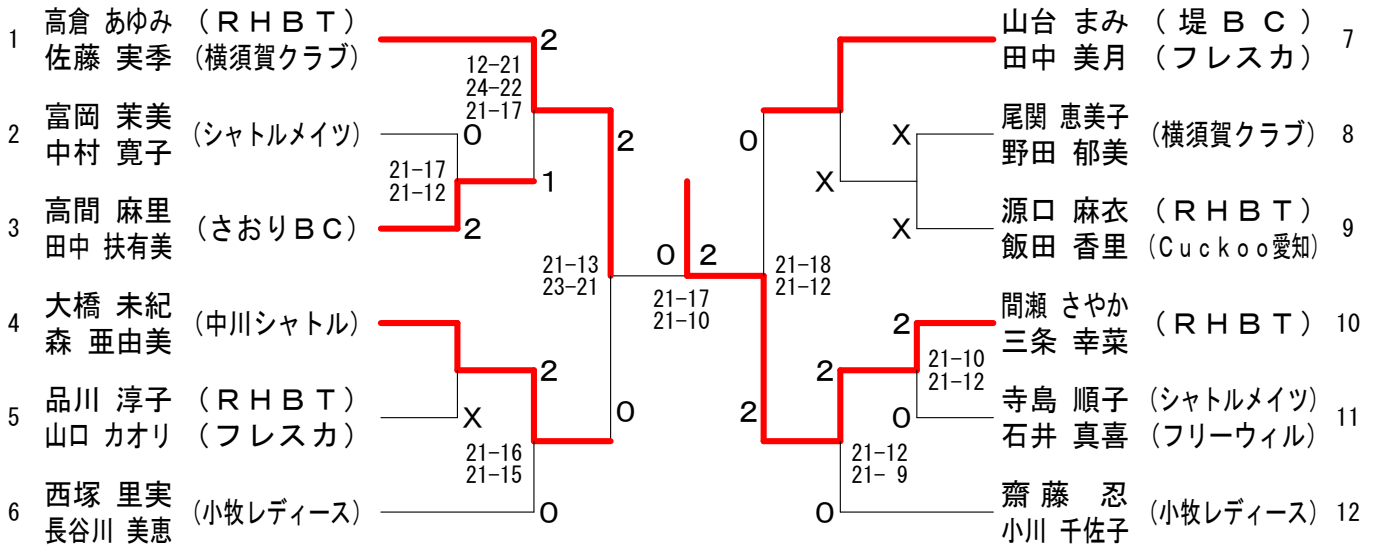 1 高倉 あゆみ (ＲＨＢＴ)
佐藤 実季 (横須賀クラブ)
2 富岡 茉美
中村 寛子 (シャトルメイツ)
3 高間 麻里
田中 扶有美 (さおりＢＣ)
4 大橋 未紀
森 亜由美 (中川シャトル)
5 品川 淳子 (ＲＨＢＴ)
山口 カオリ (フレスカ)
6 西塚 里実
長谷川 美恵 (小牧レディース)
2
12-21
24-22
21-17
0
21-17
21-12
1
2
2
21-13
23-21
2
X
0
21-16
21-15
0
0 2
21-17
21-10
0
X
X
X
21-18
21-12
2
21-10
21-12
2
0
2
21-12
21- 9
0
山台 まみ (堤ＢＣ) 7
田中 美月 (フレスカ)
尾関 恵美子
野田 郁美 (横須賀クラブ) 8
源口 麻衣 (ＲＨＢＴ) 9
飯田 香里 (Ｃｕｃｋｏｏ愛知)
間瀬 さやか
三条 幸菜 (ＲＨＢＴ) 10
寺島 順子 (シャトルメイツ) 11
石井 真喜 (フリーウィル)
齋藤 忍
小川 千佐子 (小牧レディース) 12